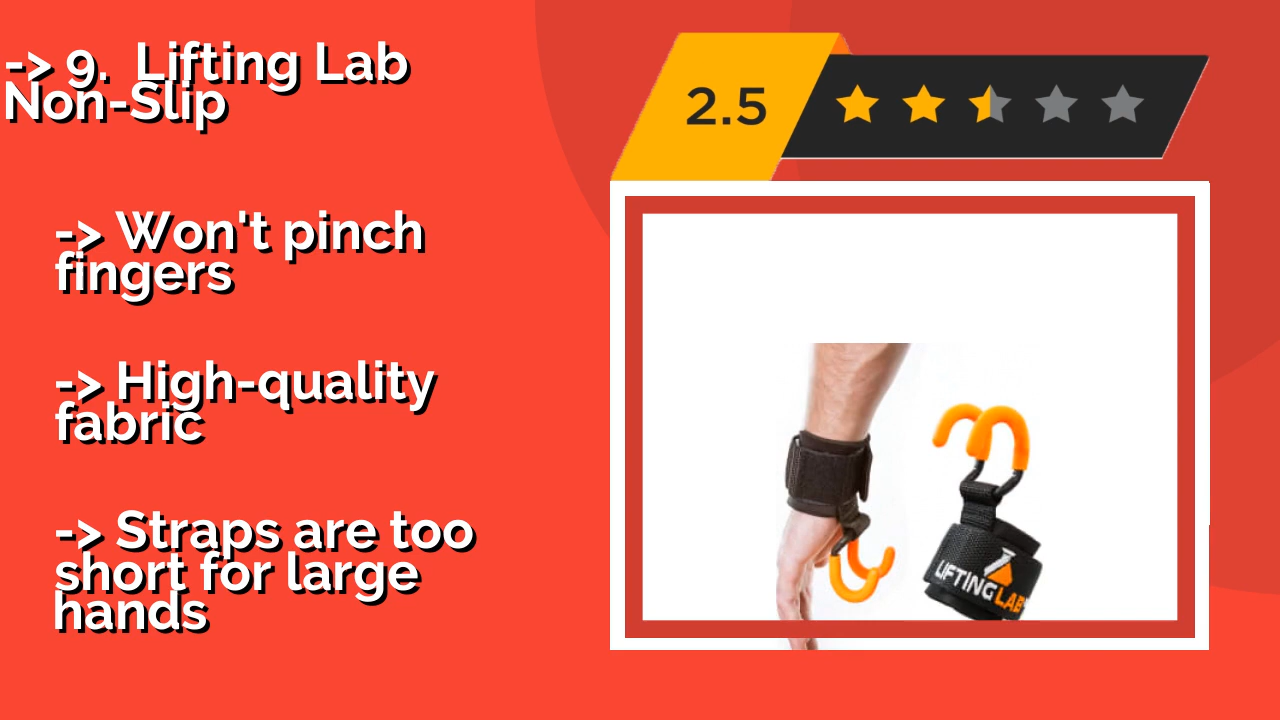 -> 9.  Lifting Lab
Non-Slip
2.5
-> Won't pinch
fingers
-> High-quality
fabric
-> Straps are too
short for large
hands
LIFTING LAB